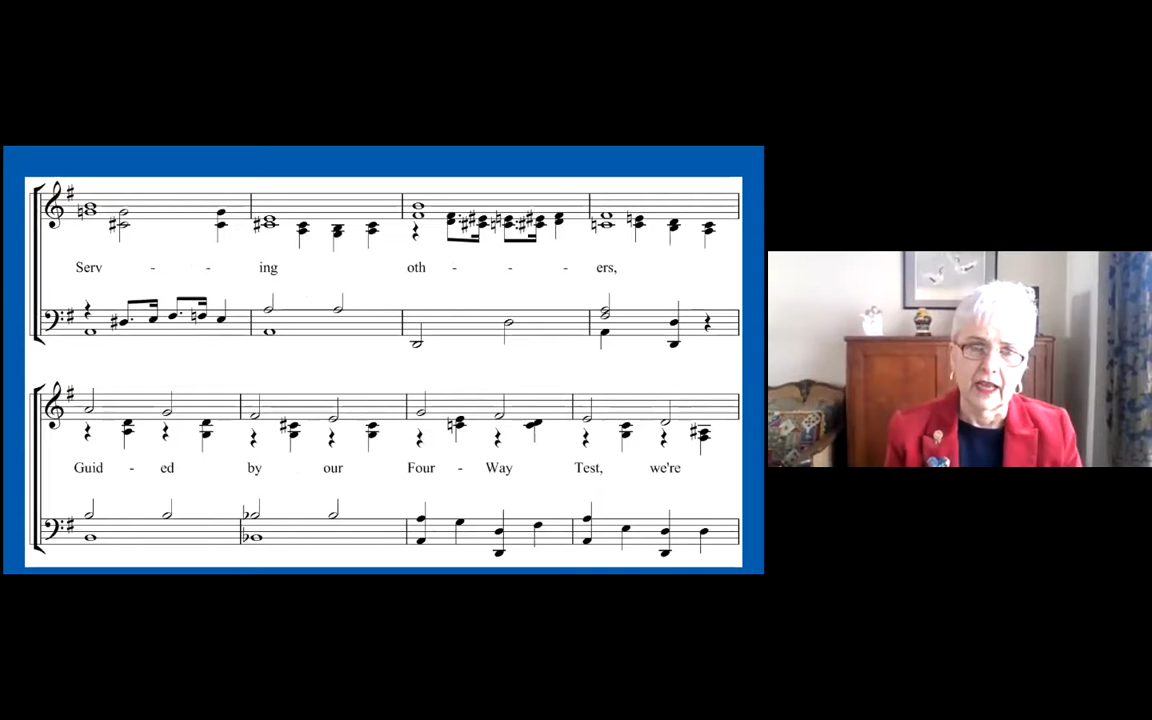 Serv - - ing oth - - - ers,
Guid - ed by our Four - Way Test, we're